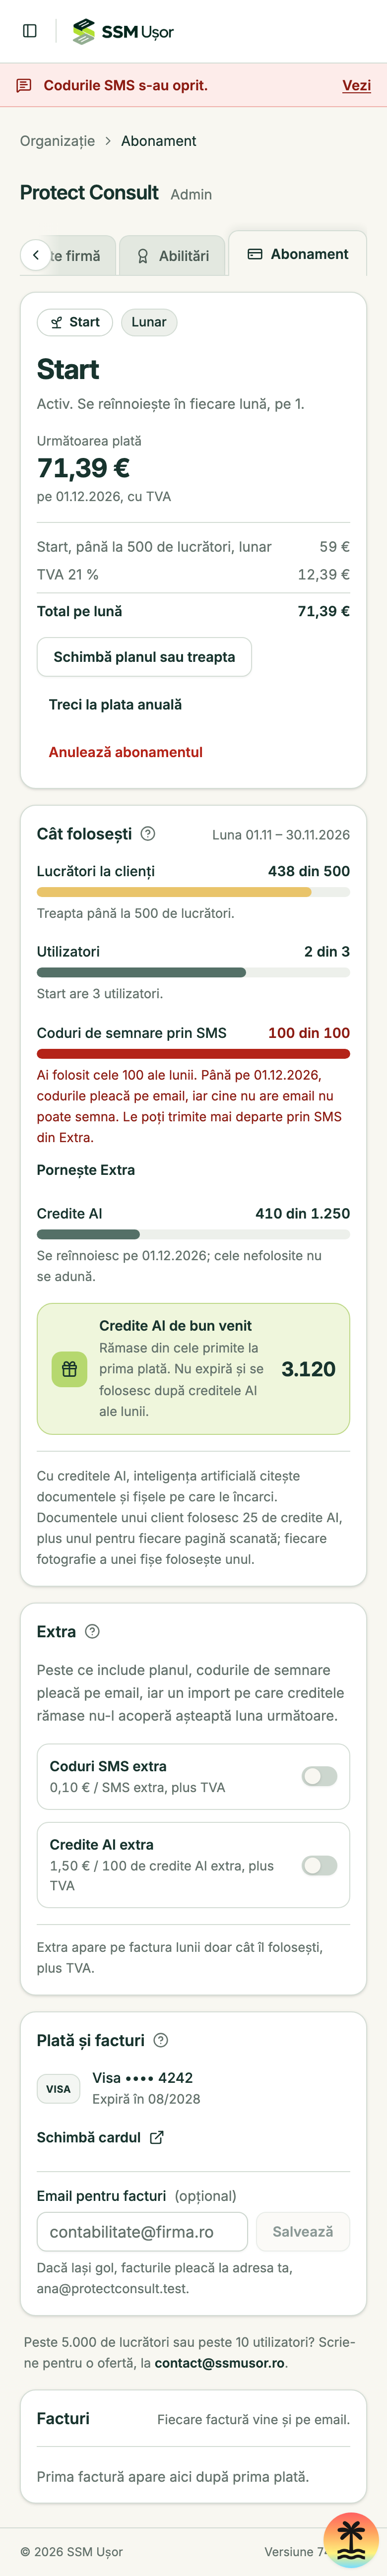 SSM Ușor
Codurile SMS s-au oprit. Vezi
Organizație > Abonament
Protect Consult Admin
te firmă Abilități Abonament
Start Lunar
Start
Activ. Se reînnoiește în fiecare lună, pe 1.
Următoarea plată
71,39 €
pe 01.12.2026, cu TVA
Start, până la 500 de lucrători, lunar 59 €
TVA 21 % 12,39 €
Total pe lună 71,39 €
Schimbă planul sau treapta
Treci la plata anuală
Anulează abonamentul
Cât folosești Luna 01.11 – 30.11.2026
Lucrători la clienți 438 din 500
Treapta până la 500 de lucrători.
Utilizatori 2 din 3
Start are 3 utilizatori.
Coduri de semnare prin SMS 100 din 100
Ai folosit cele 100 ale lunii. Până pe 01.12.2026,
codurile pleacă pe email, iar cine nu are email nu
poate semna. Le poți trimite mai departe prin SMS
din Extra.
Pornește Extra
Credite AI 410 din 1.250
Se reînnoiesc pe 01.12.2026; cele nefolosite nu
se adună.
Credite AI de bun venit
Rămase din cele primite la
prima plată. Nu expiră și se
folosesc după creditele AI
ale lunii.
3.120
Cu creditele AI, inteligența artificială citește
documentele și fișele pe care le încarci.
Documentele unui client folosesc 25 de credite AI,
plus unul pentru fiecare pagină scanată; fiecare
fotografie a unei fișe folosește unul.
Extra
Peste ce include planul, codurile de semnare
pleacă pe email, iar un import pe care creditele
rămase nu-l acoperă așteaptă luna următoare.
Coduri SMS extra
0,10 € / SMS extra, plus TVA
Credite AI extra
1,50 € / 100 de credite AI extra, plus
TVA
Extra apare pe factura lunii doar cât îl folosești,
plus TVA.
Plată și facturi
VISA
Visa •••• 4242
Expiră în 08/2028
Schimbă cardul
Email pentru facturi (opțional)
contabilitate@firma.ro Salvează
Dacă lași gol, facturile pleacă la adresa ta,
ana@protectconsult.test.
Peste 5.000 de lucrători sau peste 10 utilizatori? Scrie-
ne pentru o ofertă, la contact@ssmusor.ro.
Facturi Fiecare factură vine și pe email.
Prima factură apare aici după prima plată.
© 2026 SSM Ușor Versiune